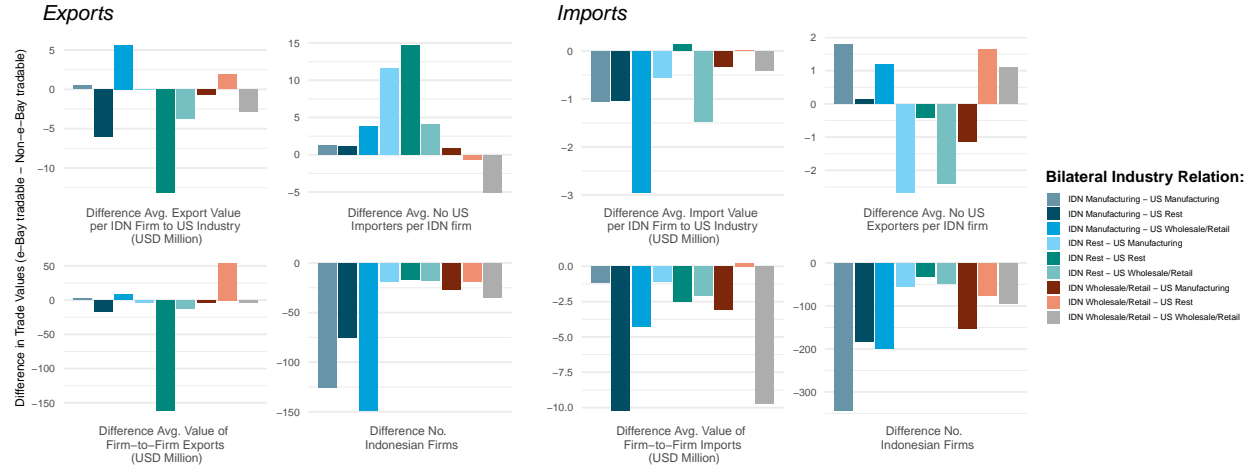 Exports
Imports
Difference in Trade Values (e−Bay tradable − Non−e−Bay tradable)
5
0
−5
−10
Difference Avg. Export Value
per IDN Firm to US Industry
(USD Million)
15
10
5
0
−5
Difference Avg. No US
Importers per IDN firm
0
−1
−2
−3
Difference Avg. Import Value
per IDN Firm to US Industry
(USD Million)
2
1
0
−1
−2
Difference Avg. No US
Exporters per IDN firm
50
0
−50
−100
−150
Difference Avg. Value of
Firm−to−Firm Exports
(USD Million)
0
−50
−100
−150
Difference No.
Indonesian Firms
0.0
−2.5
−5.0
−7.5
−10.0
Difference Avg. Value of
Firm−to−Firm Imports
(USD Million)
0
−100
−200
−300
Difference No.
Indonesian Firms
Bilateral Industry Relation:
IDN Manufacturing − US Manufacturing
IDN Manufacturing − US Rest
IDN Manufacturing − US Wholesale/Retail
IDN Rest − US Manufacturing
IDN Rest − US Rest
IDN Rest − US Wholesale/Retail
IDN Wholesale/Retail − US Manufacturing
IDN Wholesale/Retail − US Rest
IDN Wholesale/Retail − US Wholesale/Retail